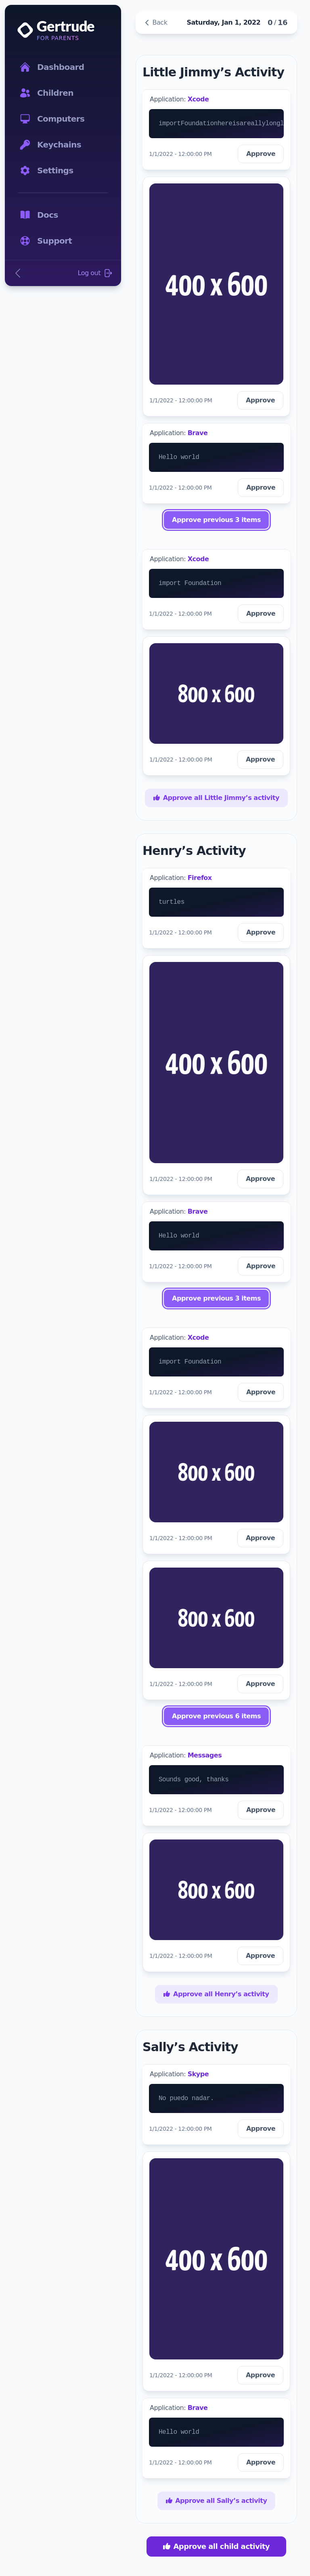 Gertrude
FOR PARENTS
Dashboard
Children
Computers
Keychains
Settings
Docs
Support
Log out
Back
Saturday, Jan 1, 2022
0 / 16
Little Jimmy’s Activity
Application: Xcode
importFoundationhereisareallylongl
1/1/2022 - 12:00:00 PM
Approve
400 x 600
1/1/2022 - 12:00:00 PM
Approve
Application: Brave
Hello world
1/1/2022 - 12:00:00 PM
Approve
Approve previous 3 items
Application: Xcode
import Foundation
1/1/2022 - 12:00:00 PM
Approve
800 x 600
1/1/2022 - 12:00:00 PM
Approve
Approve all Little Jimmy’s activity
Henry’s Activity
Application: Firefox
turtles
1/1/2022 - 12:00:00 PM
Approve
400 x 600
1/1/2022 - 12:00:00 PM
Approve
Application: Brave
Hello world
1/1/2022 - 12:00:00 PM
Approve
Approve previous 3 items
Application: Xcode
import Foundation
1/1/2022 - 12:00:00 PM
Approve
800 x 600
1/1/2022 - 12:00:00 PM
Approve
800 x 600
1/1/2022 - 12:00:00 PM
Approve
Approve previous 6 items
Application: Messages
Sounds good, thanks
1/1/2022 - 12:00:00 PM
Approve
800 x 600
1/1/2022 - 12:00:00 PM
Approve
Approve all Henry’s activity
Sally’s Activity
Application: Skype
No puedo nadar.
1/1/2022 - 12:00:00 PM
Approve
400 x 600
1/1/2022 - 12:00:00 PM
Approve
Application: Brave
Hello world
1/1/2022 - 12:00:00 PM
Approve
Approve all Sally’s activity
Approve all child activity